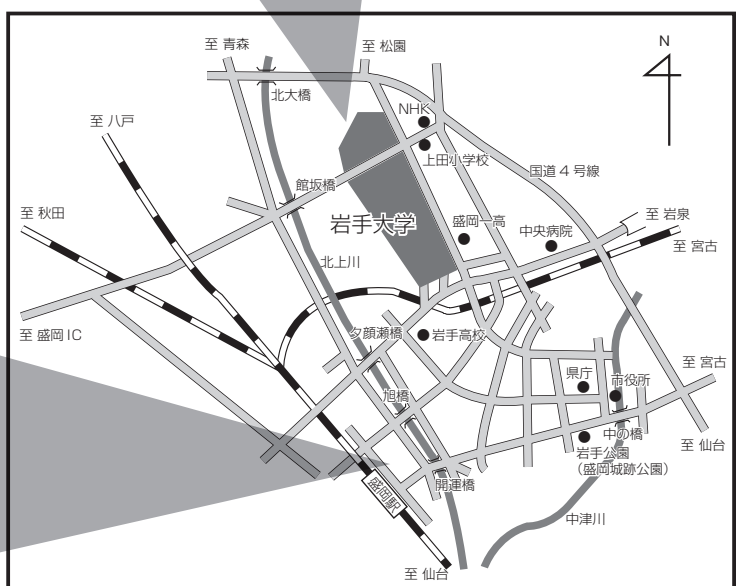 至 青森
至 松園
N
北大橋
NHK
至 八戸
上田小学校
国道 4 号線
館坂橋
至 秋田
岩手大学
盛岡一高
中央病院
至 岩泉
至 宮古
北上川
至 盛岡 IC
夕顔瀬橋
岩手高校
至 宮古
県庁
市役所
旭橋
中の橋
至 仙台
岩手公園
(盛岡城跡公園)
開運橋
盛岡駅
中津川
至 仙台